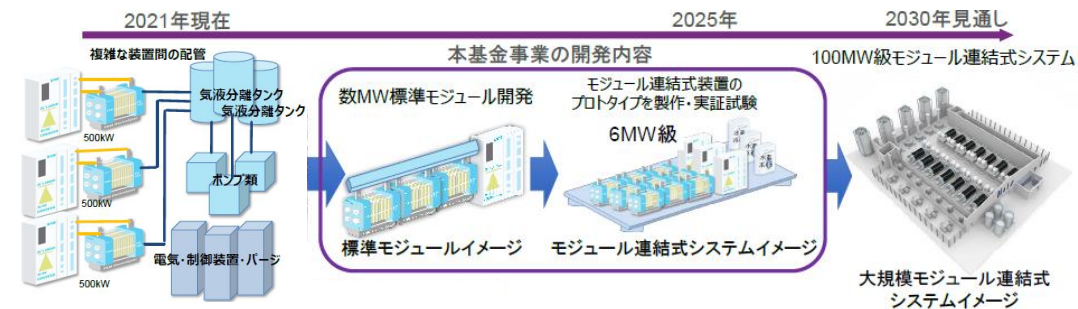 2021年現在
2025年
2030年見通し
複雑な装置間の配管
気液分離タンク
気液分離タンク
500kW
ポンプ類
電気・制御装置・パージ
500kW
本基金事業の開発内容
数MW標準モジュール開発
標準モジュールイメージ
モジュール連結式装置の
プロトタイプを製作・実証試験
6MW級
モジュール連結式システムイメージ
100MW級モジュール連結式システム
大規模モジュール連結式
システムイメージ